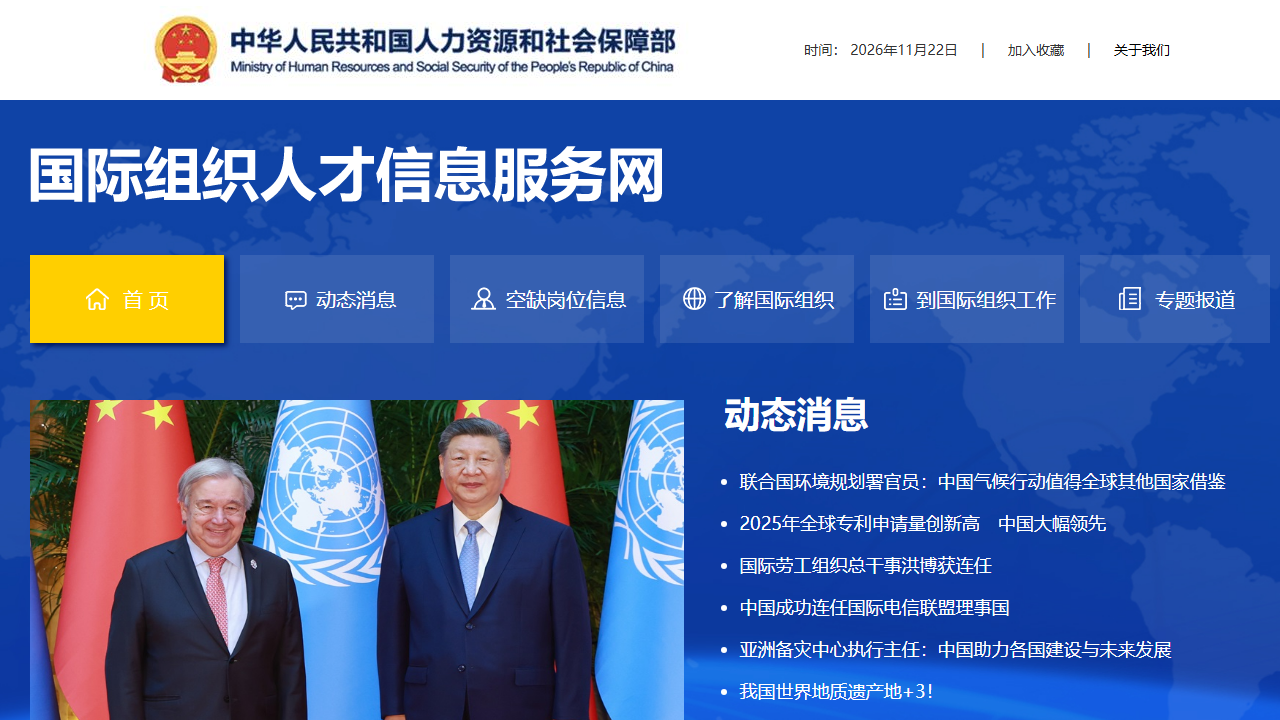 中华人民共和国人力资源和社会保障部
Ministry of Human Resources and Social Security of the People's Republic of China
时间： 2026年11月22日 | 加入收藏 | 关于我们
国际组织人才信息服务网
首 页 动态消息 空缺岗位信息 了解国际组织 到国际组织工作 专题报道
动态消息
联合国环境规划署官员：中国气候行动值得全球其他国家借鉴
2025年全球专利申请量创新高　中国大幅领先
国际劳工组织总干事洪博获连任
中国成功连任国际电信联盟理事国
亚洲备灾中心执行主任：中国助力各国建设与未来发展
我国世界地质遗产地+3！